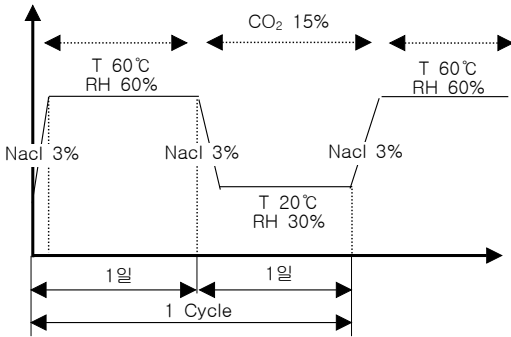 CO₂ 15%
T 60℃
RH 60%
T 60℃
RH 60%
Nacl 3%
Nacl 3%
Nacl 3%
T 20℃
RH 30%
1일
1일
1 Cycle